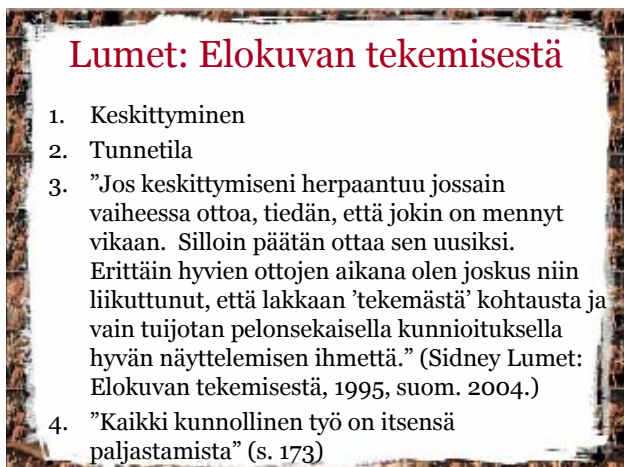 Lumet: Elokuvan tekemisestä
1. Keskittyminen
2. Tunnetila
3. ”Jos keskittymiseni herpaantuu jossain
vaiheessa ottoa, tiedän, että jokin on mennyt
vikaan. Silloin päätän ottaa sen uusiksi.
Erittäin hyvien ottojen aikana olen joskus niin
liikuttunut, että lakkaan ’tekemästä’ kohtausta ja
vain tuijotan pelonsekaisella kunnioituksella
hyvän näyttelemisen ihmettä.” (Sidney Lumet:
Elokuvan tekemisestä, 1995, suom. 2004.)
4. ”Kaikki kunnollinen työ on itsensä
paljastamista” (s. 173)